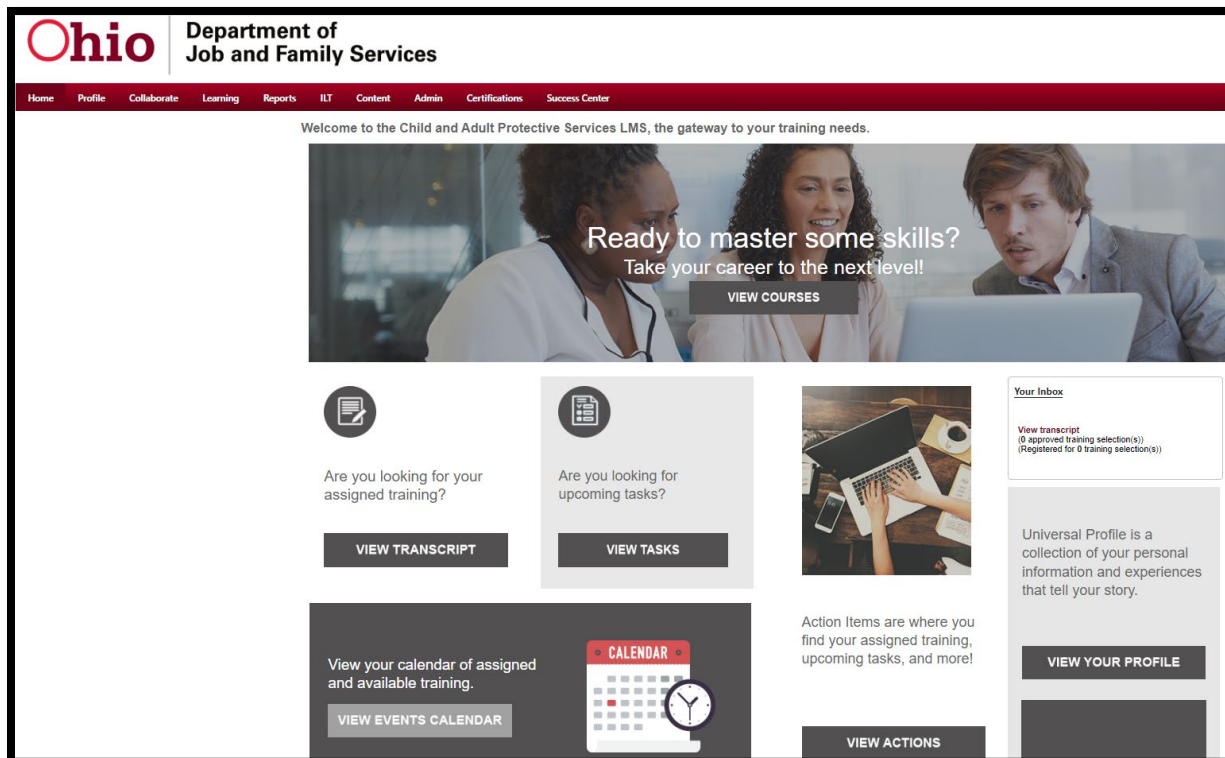 Ohio
Department of
Job and Family Services
Home Profile Collaborate Learning Reports ILT Content Admin Certifications Success Center
Welcome to the Child and Adult Protective Services LMS, the gateway to your training needs.
Ready to master some skills?
Take your career to the next level!
VIEW COURSES
Are you looking for your
assigned training?
VIEW TRANSCRIPT
Are you looking for
upcoming tasks?
VIEW TASKS
Your Inbox
View transcript
(0 approved training selection(s))
(Registered for 0 training selection(s))
Universal Profile is a
collection of your personal
information and experiences
that tell your story.
VIEW YOUR PROFILE
View your calendar of assigned
and available training.
VIEW EVENTS CALENDAR
CALENDAR
Action Items are where you
find your assigned training,
upcoming tasks, and more!
VIEW ACTIONS